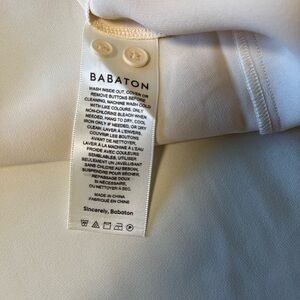 BABATON
WASH INSIDE OUT, COVER OR
REMOVE BUTTONS BEFORE
CLEANING, MACHINE WASH COLD
WITH LIKE COLOURS, ONLY
NON-CHLORINE BLEACH WHEN
NEEDED, HANG TO DRY, COOL
IRON ONLY IF NEEDED, OR DRY
CLEAN. LAVER À L'ENVERS,
COUVRIR LES BOUTONS
AVANT DE NETTOYER,
LAVER À LA MACHINE À L'EAU
FROIDE AVEC COULEURS
SEMBLABLES, UTILISER
SEULEMENT UN JAVELLISANT
SANS CHLORE AU BESOIN,
SUSPENDRE POUR SÉCHER,
REPASSAGE DOUX
SI NÉCESSAIRE,
OU NETTOYER À SEC.
MADE IN CHINA
FABRIQUÉ EN CHINE
Sincerely, Babaton